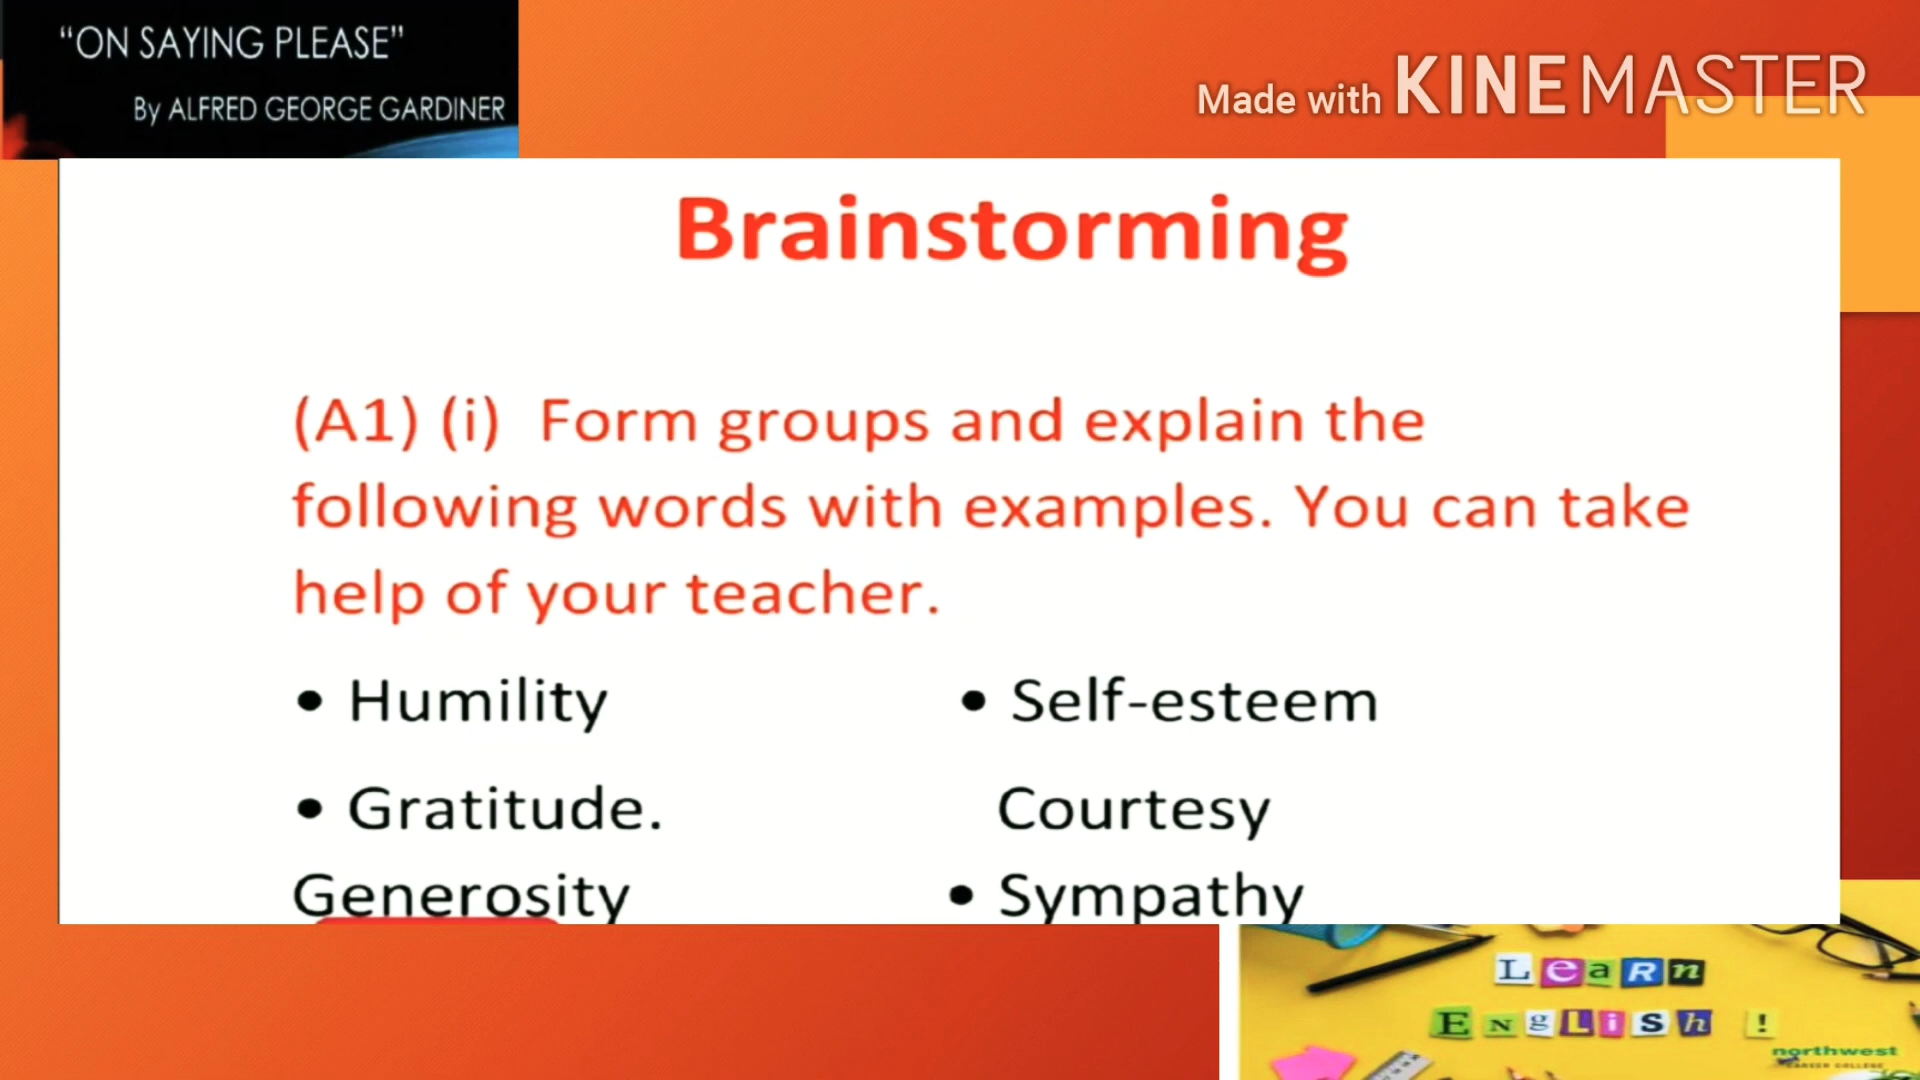 “ON SAYING PLEASE”
By ALFRED GEORGE GARDINER
Made with KINEMASTER
Brainstorming
(A1) (i) Form groups and explain the
following words with examples. You can take
help of your teacher.
• Humility • Self-esteem
• Gratitude. Courtesy
Generosity • Sympathy
LeaRn
ENgLish !
northwest
CAREER COLLEGE